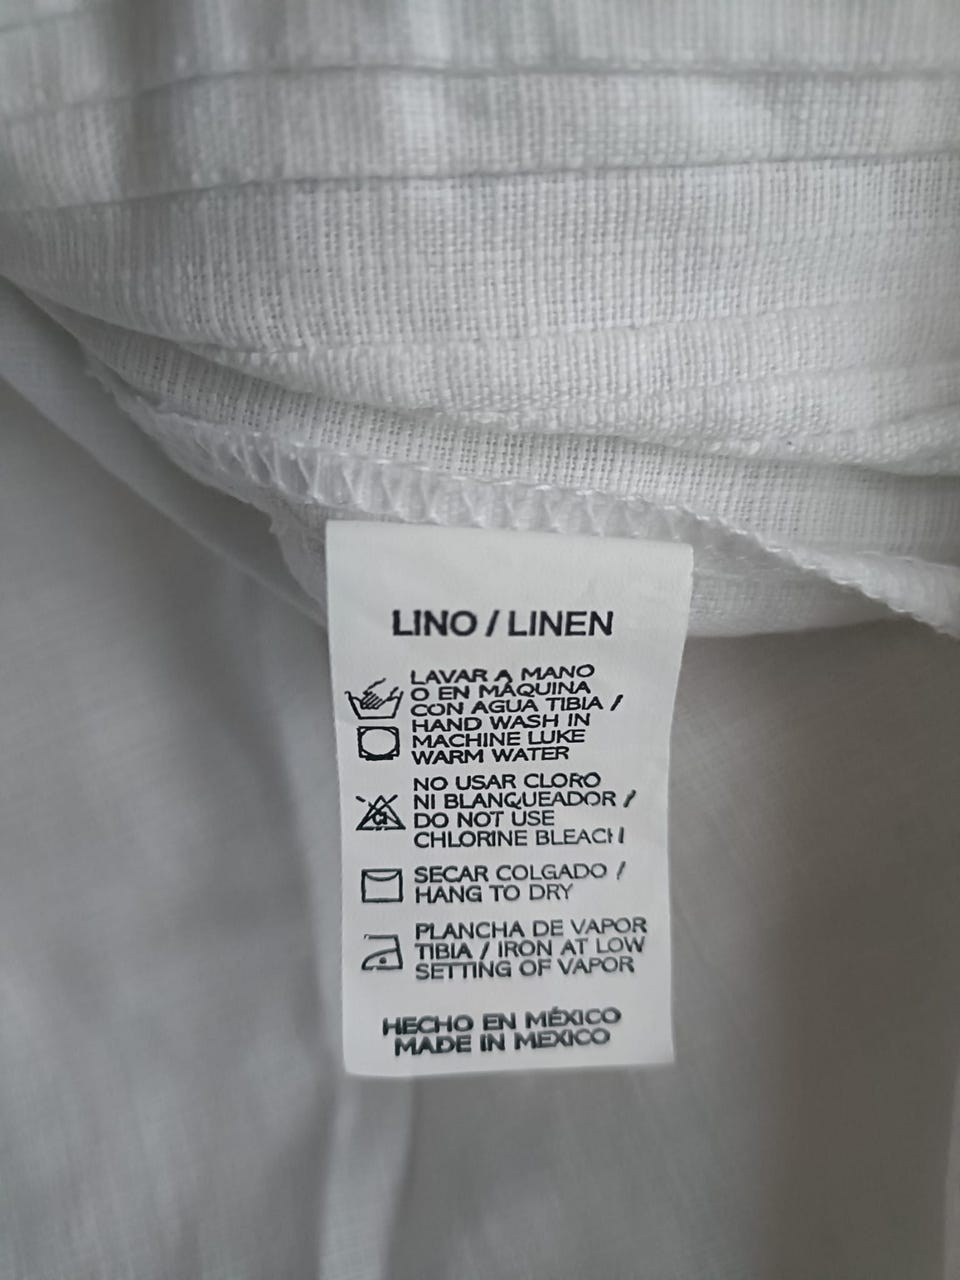 LINO / LINEN
LAVAR A MANO
O EN MÁQUINA
CON AGUA TIBIA /
HAND WASH IN
MACHINE LUKE
WARM WATER
NO USAR CLORO
NI BLANQUEADOR /
DO NOT USE
CHLORINE BLEACH
Cl
SECAR COLGADO /
HANG TO DRY
PLANCHA DE VAPOR
TIBIA / IRON AT LOW
SETTING OF VAPOR
HECHO EN MÉXICO
MADE IN MEXICO